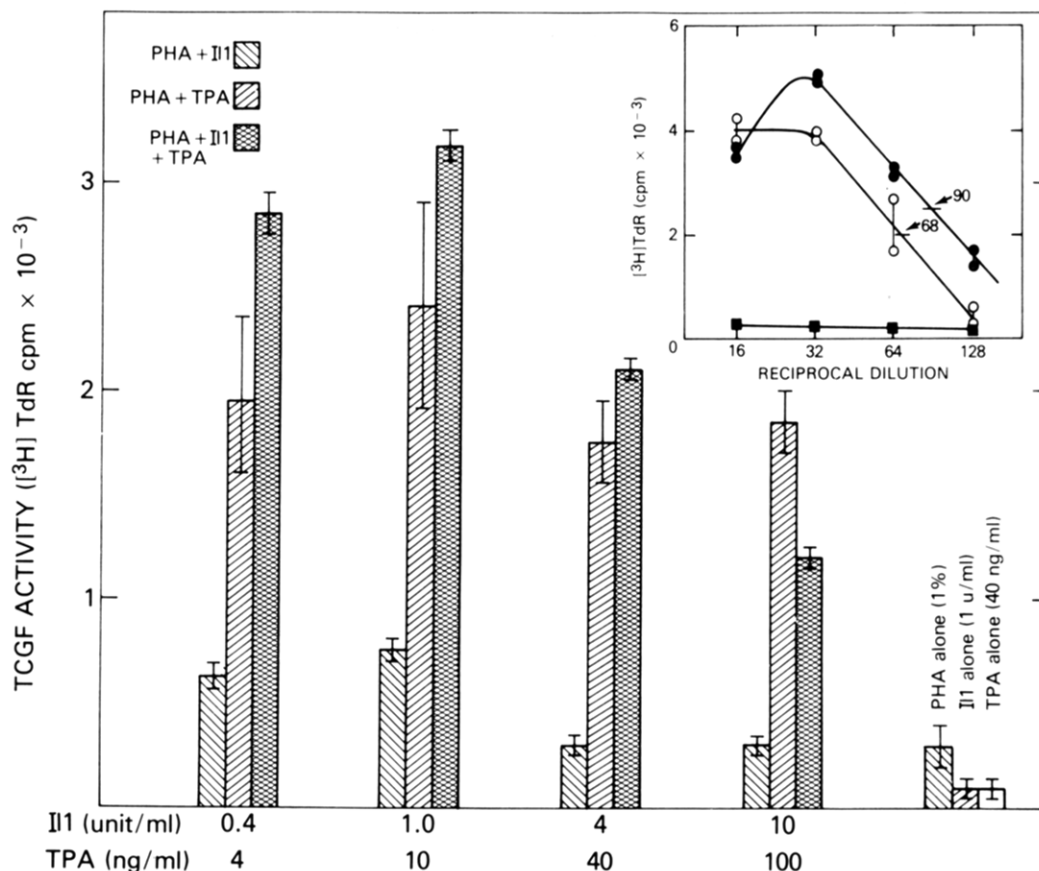 PHA + Il1
PHA + TPA
PHA + Il1
+ TPA
TCGF ACTIVITY ([³H] TdR cpm × 10⁻³)
3
2
1
[³H]TdR (cpm × 10⁻³)
6
4
2
0
90
68
16 32 64 128
RECIPROCAL DILUTION
PHA alone (1%)
Il1 alone (1 u/ml)
TPA alone (40 ng/ml)
Il1 (unit/ml) 0.4 1.0 4 10
TPA (ng/ml) 4 10 40 100